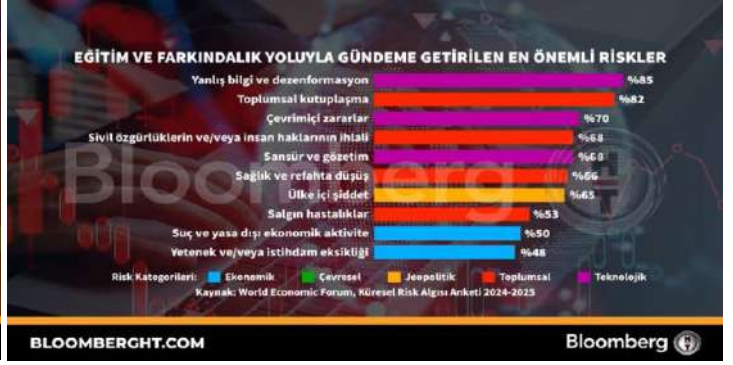 EĞİTİM VE FARKINDALIK YOLUYLA GÜNDEME GETİRİLEN EN ÖNEMLİ RİSKLER
Yanlış bilgi ve dezenformasyon %85
Toplumsal kutuplaşma %82
Çevrimiçi zararlar %70
Sivil özgürlüklerin ve/veya insan haklarının ihlali %68
Sansür ve gözetim %68
Sağlık ve refahta düşüş %66
Ülke içi şiddet %65
Salgın hastalıklar %53
Suç ve yasa dışı ekonomik aktivite %50
Yetenek ve/veya istihdam eksikliği %48
Risk Kategorileri: Ekonomik Çevresel Jeopolitik Toplumsal Teknolojik
Kaynak: World Economic Forum, Küresel Risk Algısı Anketi 2024-2025
Bloomberg
BLOOMBERGHT.COM
Bloomberg HT